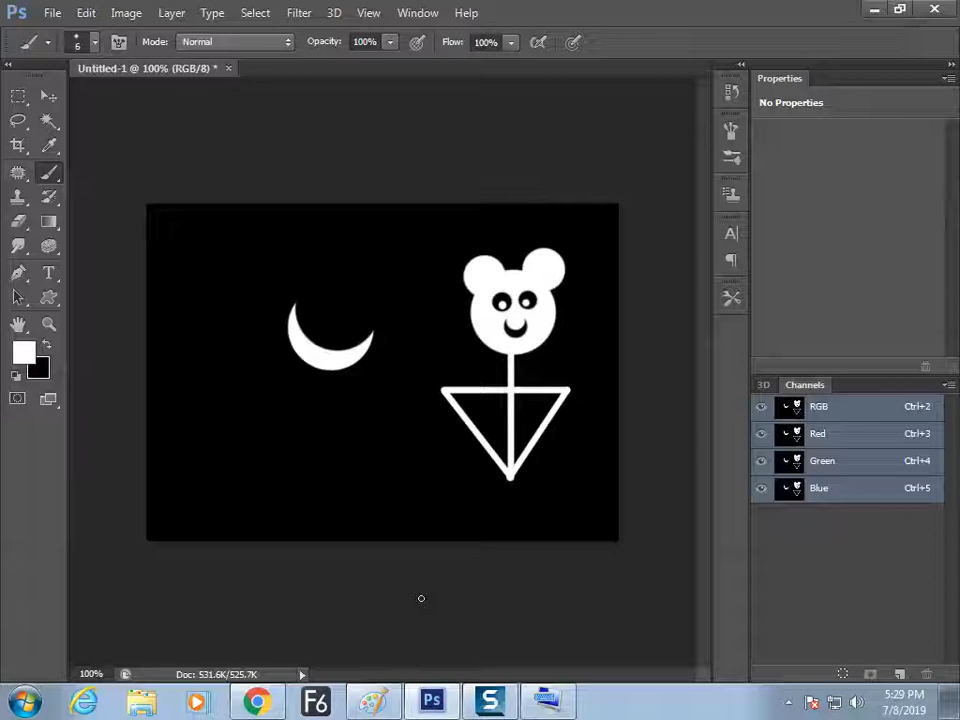 Ps File Edit Image Layer Type Select Filter 3D View Window Help
6 Mode: Normal Opacity: 100% Flow: 100%
Untitled-1 @ 100% (RGB/8) * ×
Properties
No Properties
A
T
3D Channels
RGB Ctrl+2
Red Ctrl+3
Green Ctrl+4
Blue Ctrl+5
100% Doc: 531.6K/525.7K
F6 Ps S
5:29 PM
7/8/2019